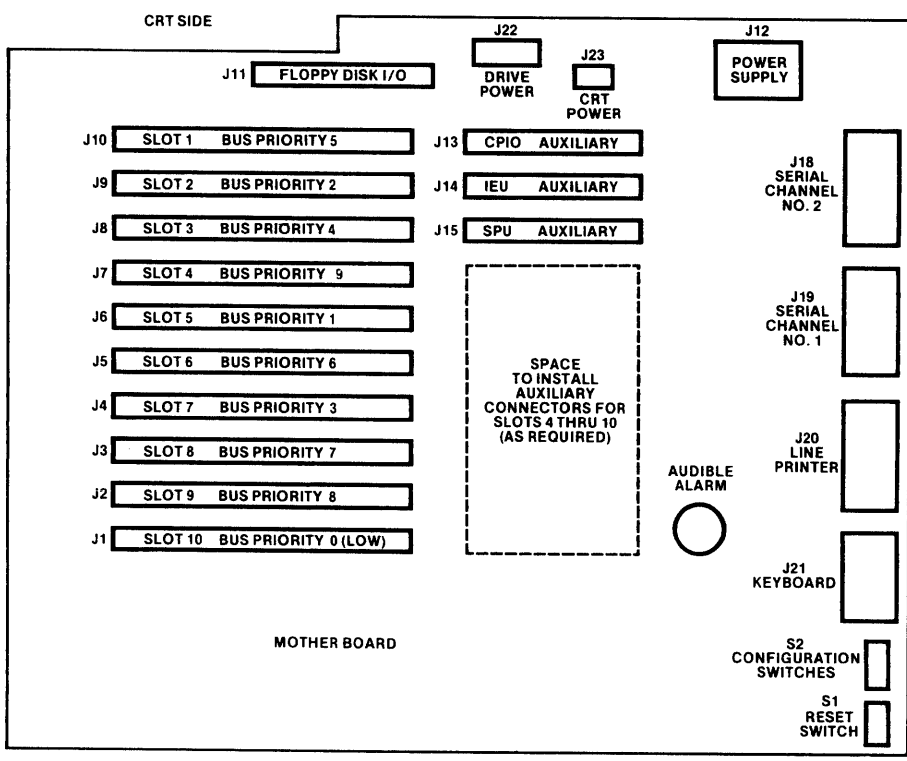 CRT SIDE
J22
DRIVE
POWER
J23
CRT
POWER
J12
POWER
SUPPLY
J11 FLOPPY DISK I/O
J10 SLOT 1 BUS PRIORITY 5
J9 SLOT 2 BUS PRIORITY 2
J8 SLOT 3 BUS PRIORITY 4
J7 SLOT 4 BUS PRIORITY 9
J6 SLOT 5 BUS PRIORITY 1
J5 SLOT 6 BUS PRIORITY 6
J4 SLOT 7 BUS PRIORITY 3
J3 SLOT 8 BUS PRIORITY 7
J2 SLOT 9 BUS PRIORITY 8
J1 SLOT 10 BUS PRIORITY 0 (LOW)
J13 CPIO AUXILIARY
J14 IEU AUXILIARY
J15 SPU AUXILIARY
SPACE
TO INSTALL
AUXILIARY
CONNECTORS FOR
SLOTS 4 THRU 10
(AS REQUIRED)
AUDIBLE
ALARM
J18
SERIAL
CHANNEL
NO. 2
J19
SERIAL
CHANNEL
NO. 1
J20
LINE
PRINTER
J21
KEYBOARD
S2
CONFIGURATION
SWITCHES
S1
RESET
SWITCH
MOTHER BOARD